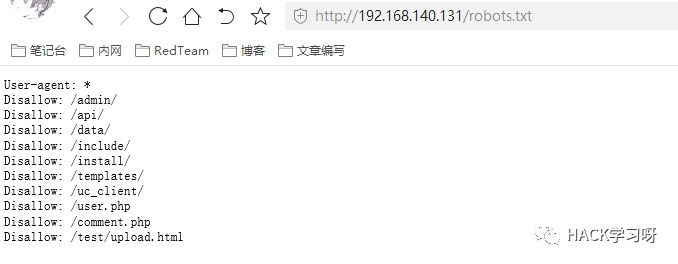 http://192.168.140.131/robots.txt
笔记台 内网 RedTeam 博客 文章编写
User-agent: *
Disallow: /admin/
Disallow: /api/
Disallow: /data/
Disallow: /include/
Disallow: /install/
Disallow: /templates/
Disallow: /uc_client/
Disallow: /user.php
Disallow: /comment.php
Disallow: /test/upload.html
HACK学习呀